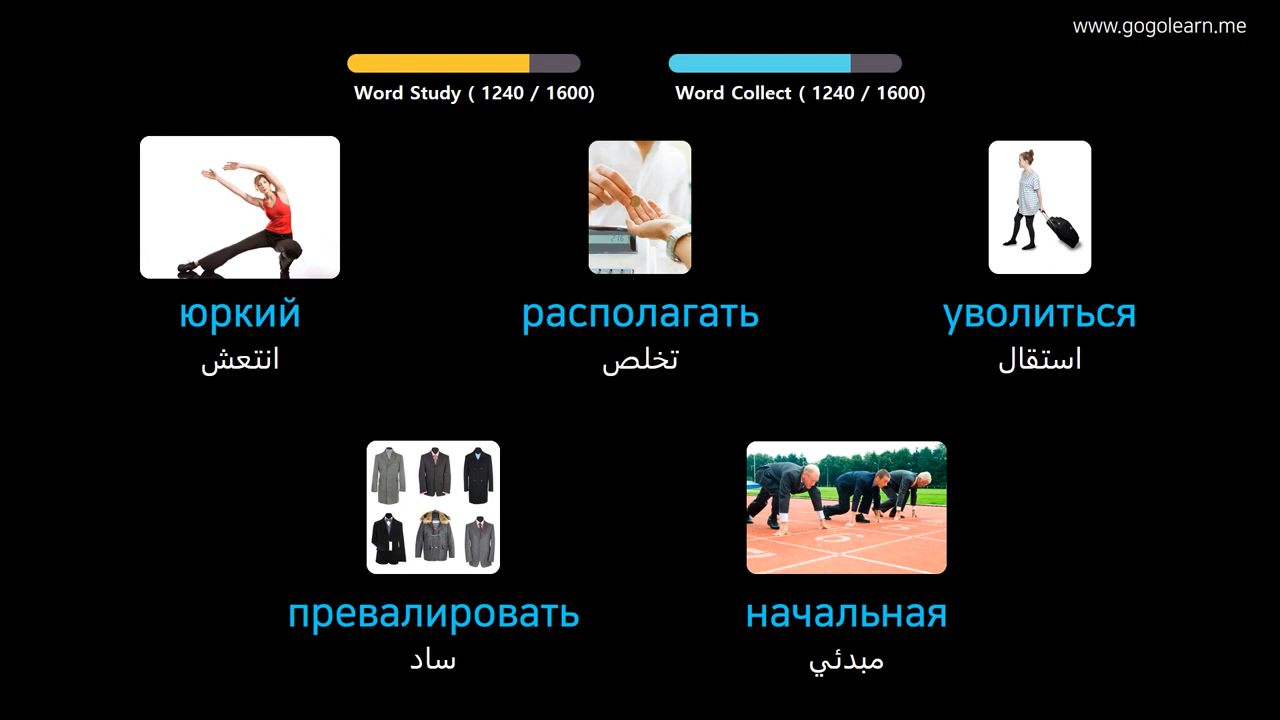 www.gogolearn.me
Word Study ( 1240 / 1600)
Word Collect ( 1240 / 1600)
юркий
انتعش
располагать
تخلص
уволиться
استقال
превалировать
ساد
начальная
مبدئي